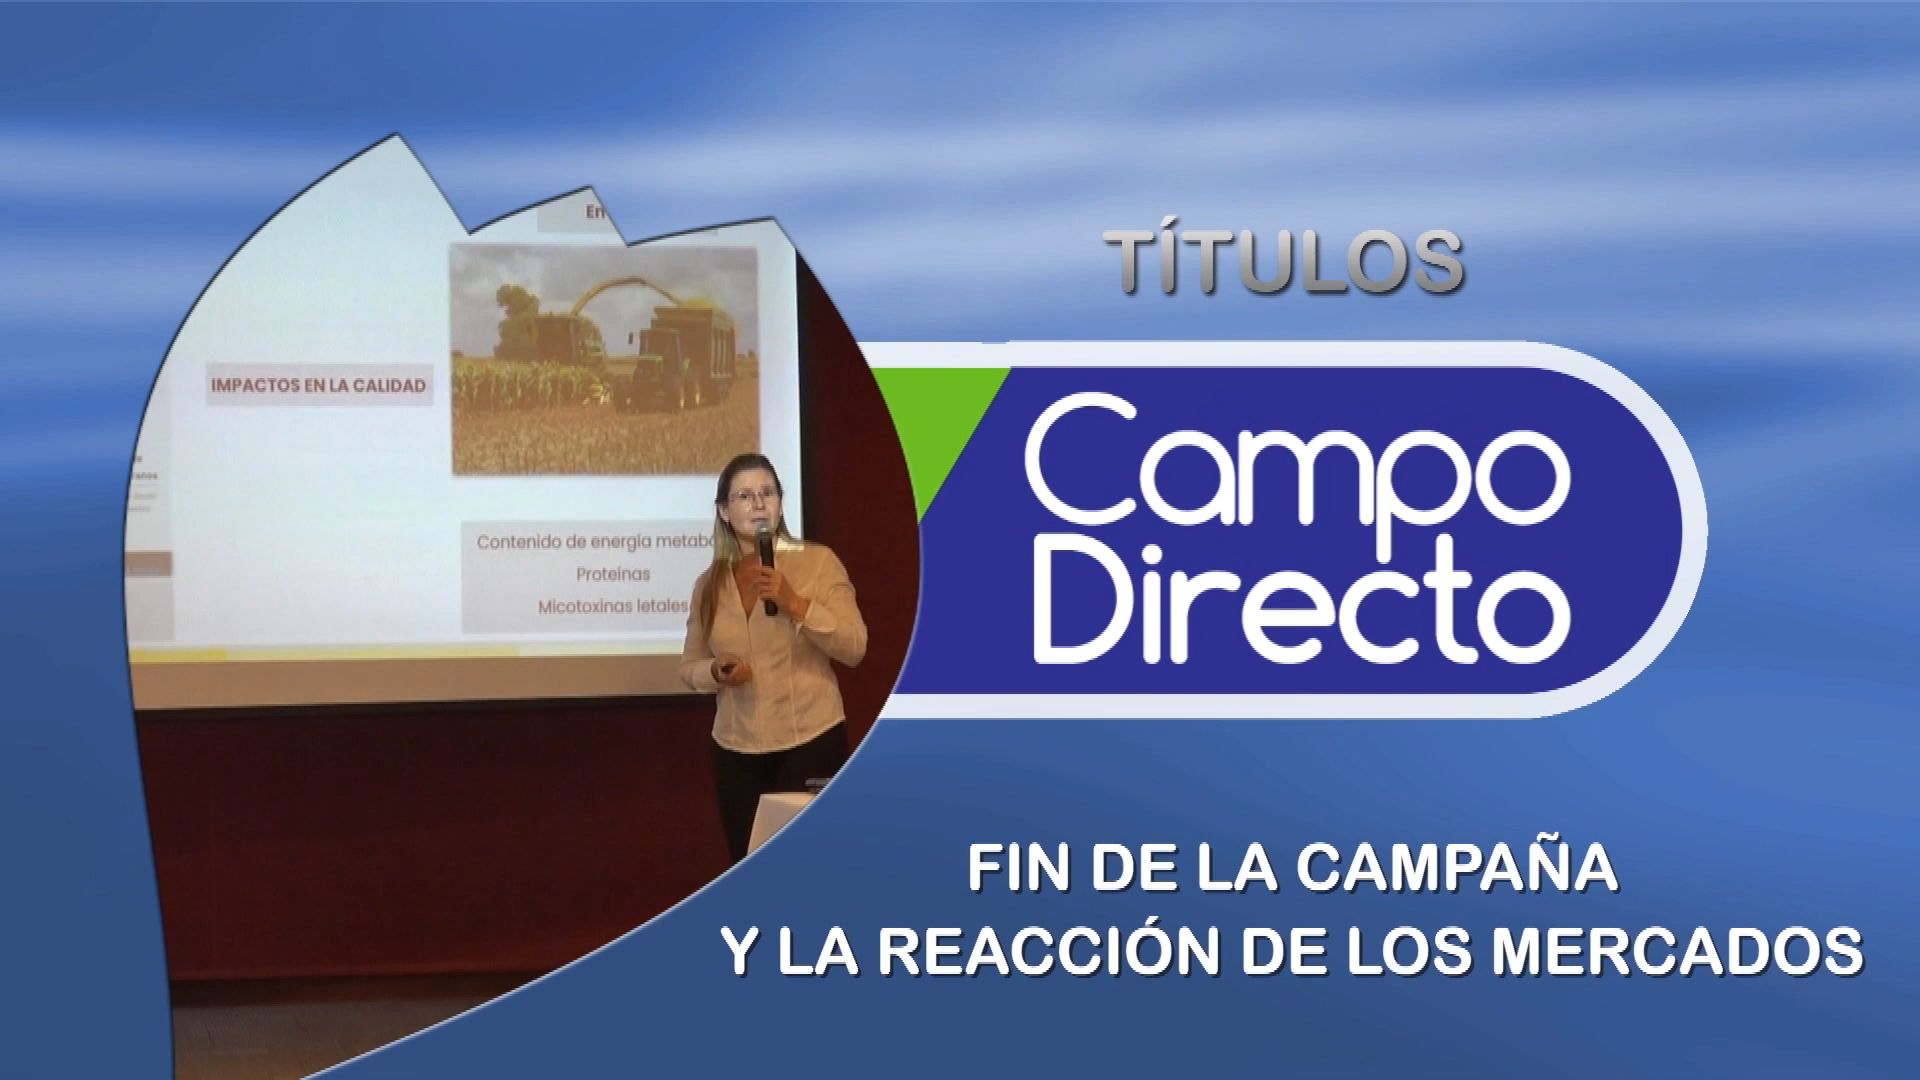 TÍTULOS
Campo
Directo
IMPACTOS EN LA CALIDAD
Contenido de energía
Proteínas
Micotoxinas letales
FIN DE LA CAMPAÑA
Y LA REACCIÓN DE LOS MERCADOS